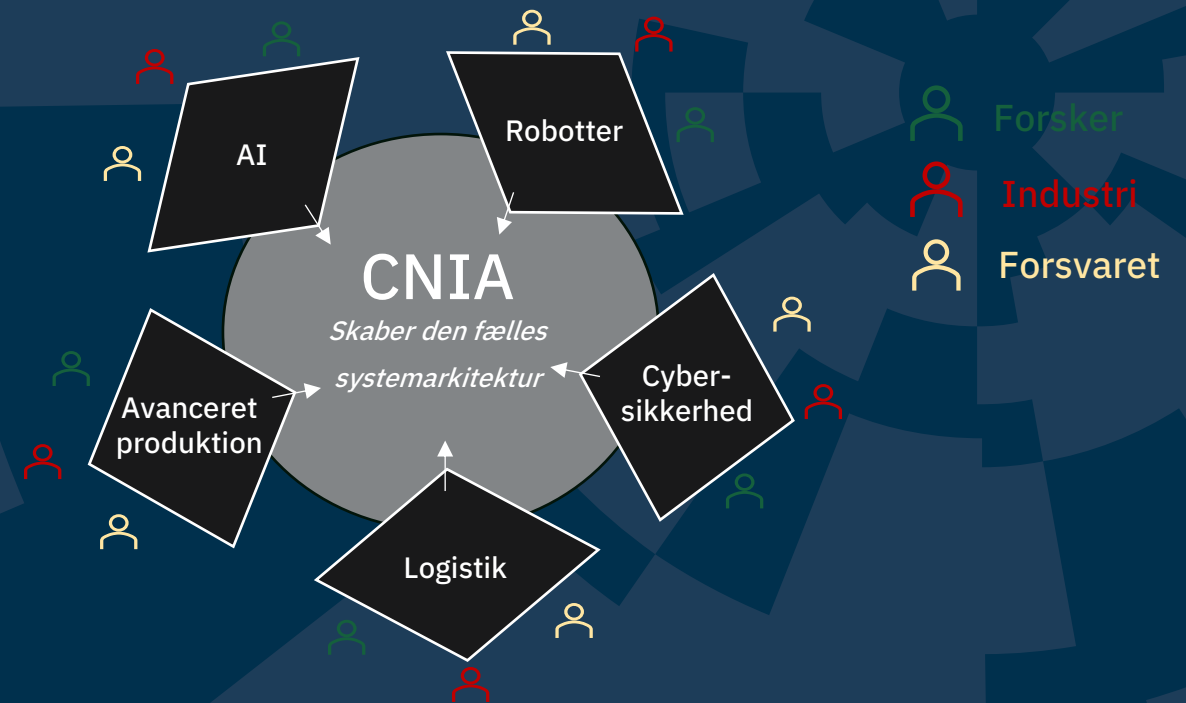 AI
Robotter
Forsker
Industri
Forsvaret
CNIA
Skaber den fælles
systemarkitektur
Cyber-
sikkerhed
Avanceret
produktion
Logistik